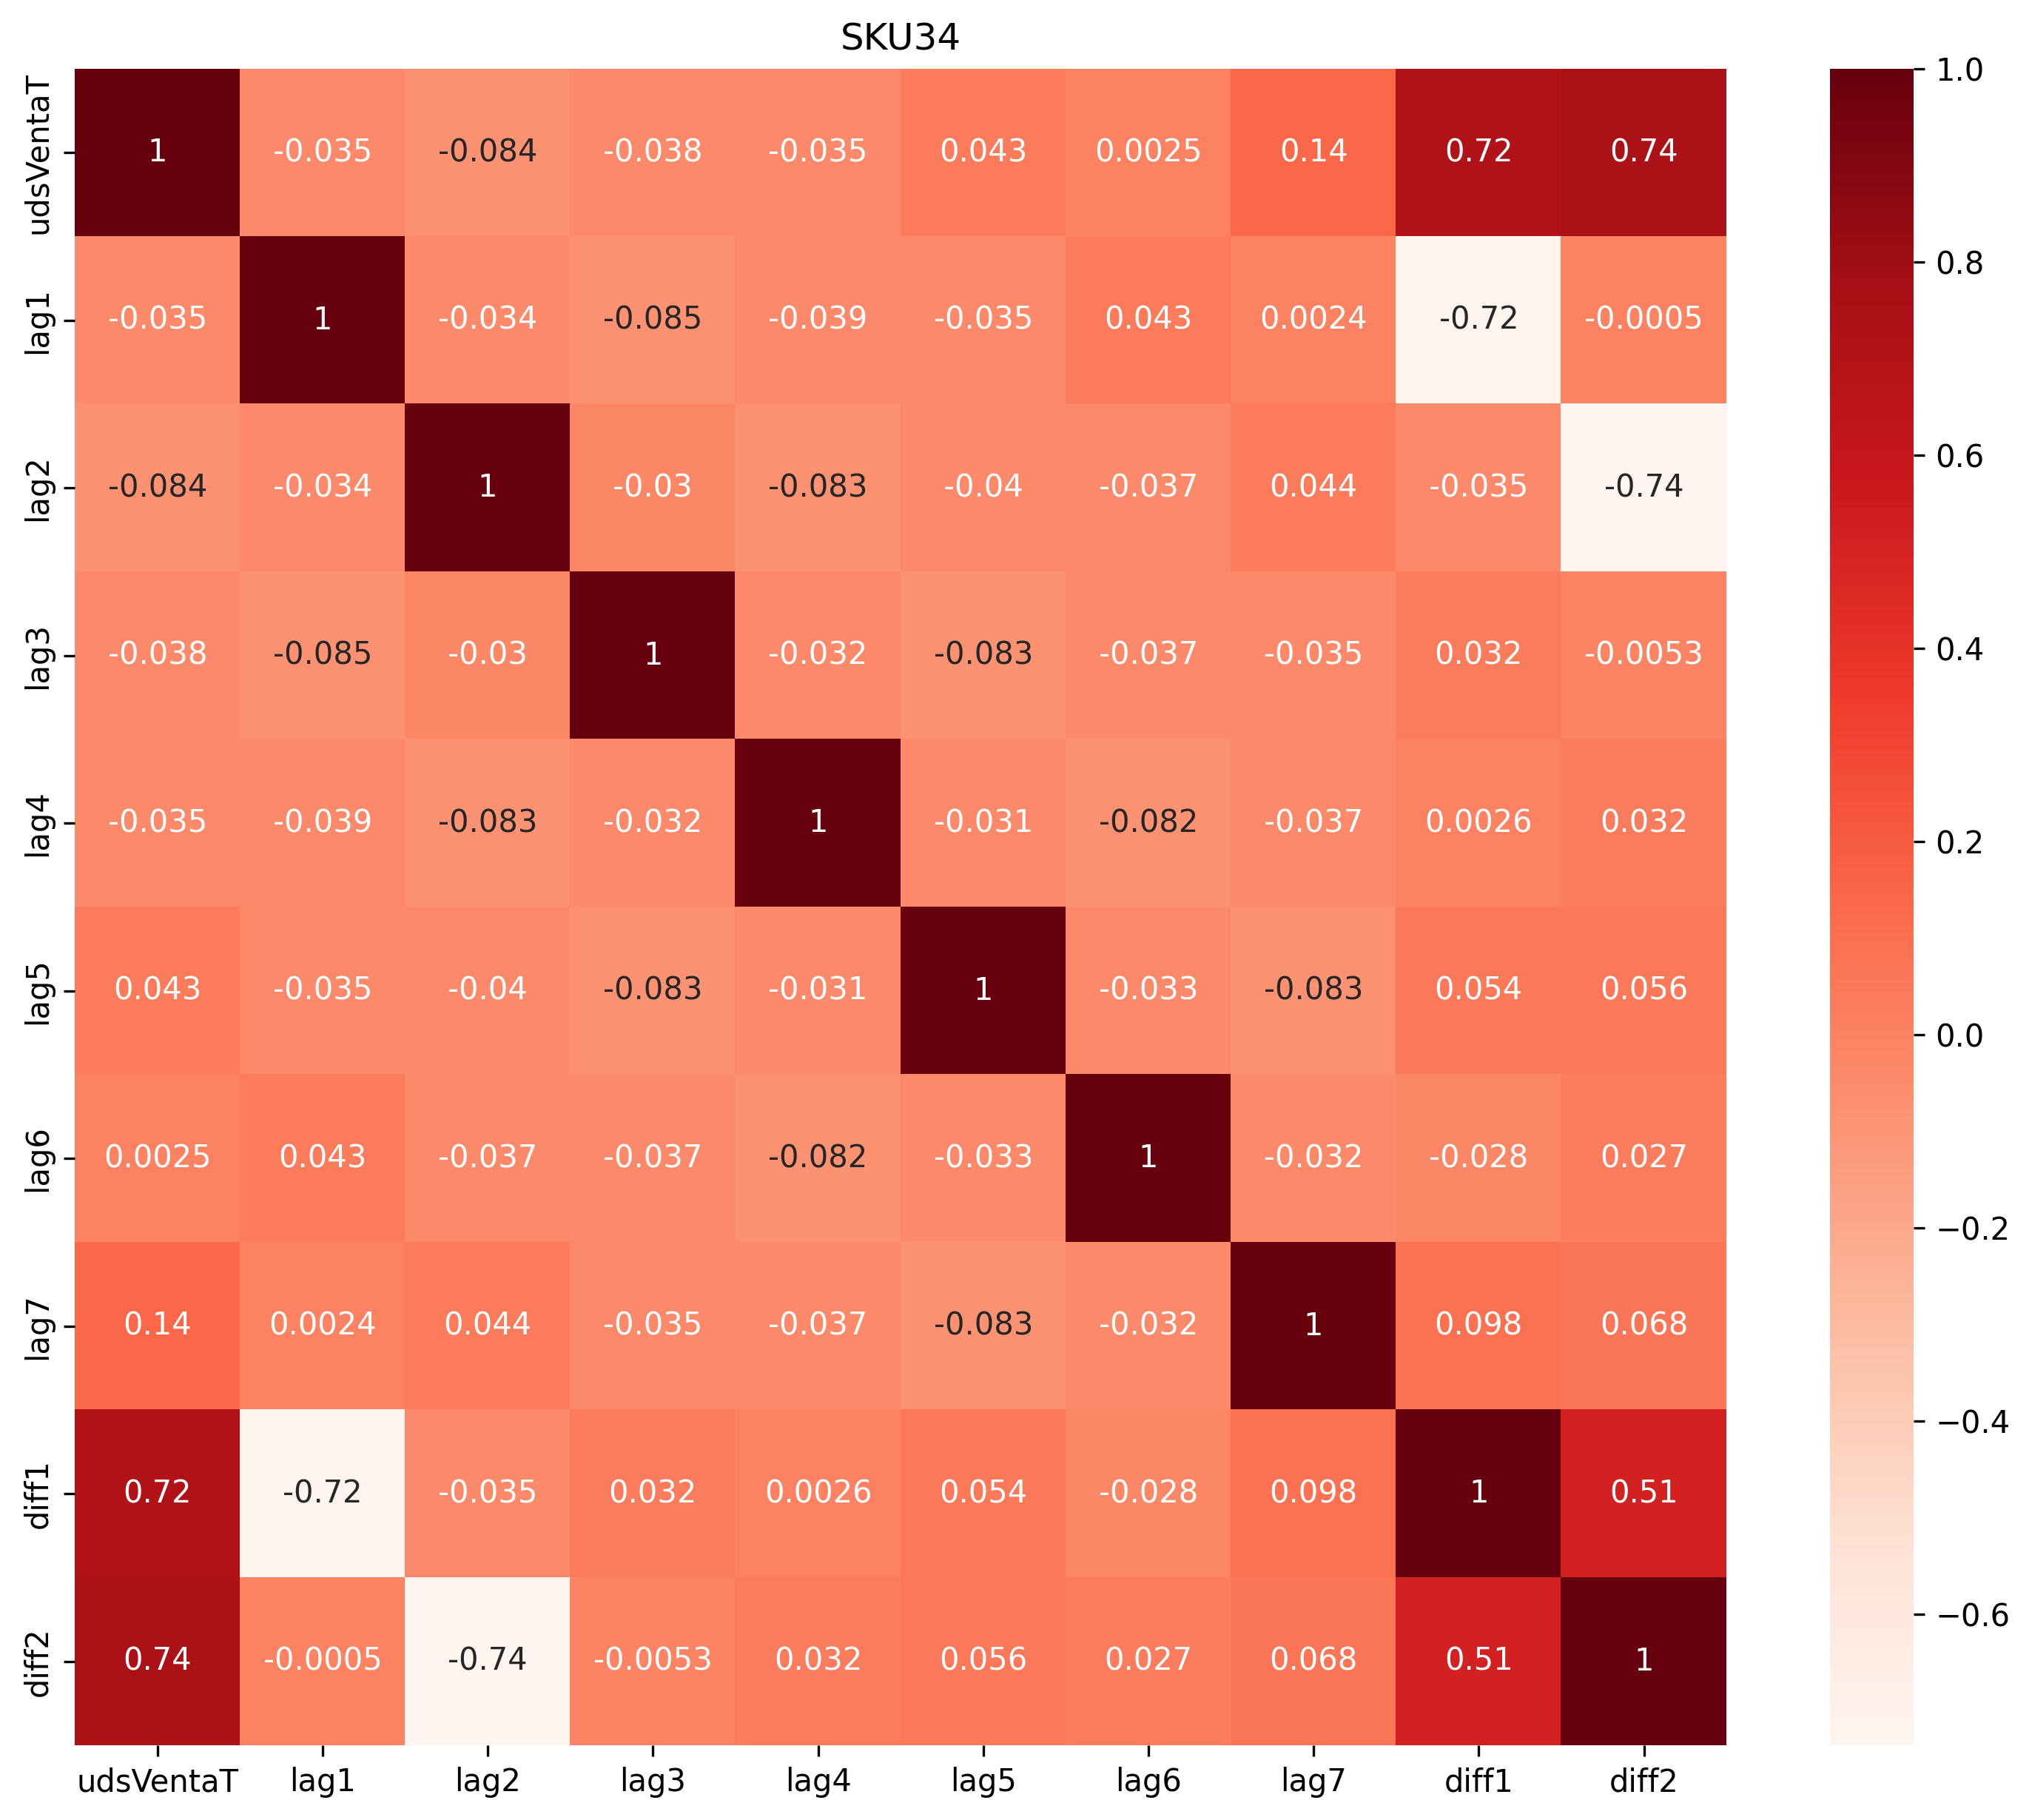 SKU34
udsVentaT 1 -0.035 -0.084 -0.038 -0.035 0.043 0.0025 0.14 0.72 0.74
lag1 -0.035 1 -0.034 -0.085 -0.039 -0.035 0.043 0.0024 -0.72 -0.0005
lag2 -0.084 -0.034 1 -0.03 -0.083 -0.04 -0.037 0.044 -0.035 -0.74
lag3 -0.038 -0.085 -0.03 1 -0.032 -0.083 -0.037 -0.035 0.032 -0.0053
lag4 -0.035 -0.039 -0.083 -0.032 1 -0.031 -0.082 -0.037 0.0026 0.032
lag5 0.043 -0.035 -0.04 -0.083 -0.031 1 -0.033 -0.083 0.054 0.056
lag6 0.0025 0.043 -0.037 -0.037 -0.082 -0.033 1 -0.032 -0.028 0.027
lag7 0.14 0.0024 0.044 -0.035 -0.037 -0.083 -0.032 1 0.098 0.068
diff1 0.72 -0.72 -0.035 0.032 0.0026 0.054 -0.028 0.098 1 0.51
diff2 0.74 -0.0005 -0.74 -0.0053 0.032 0.056 0.027 0.068 0.51 1
udsVentaT lag1 lag2 lag3 lag4 lag5 lag6 lag7 diff1 diff2
1.0
0.8
0.6
0.4
0.2
0.0
−0.2
−0.4
−0.6